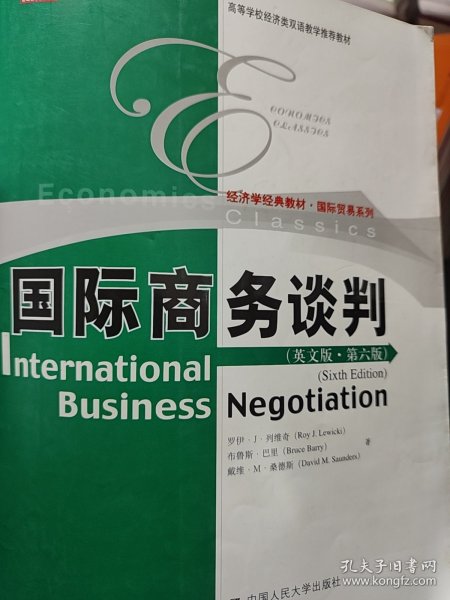 高等学校经济类双语教学推荐教材
ECONOMICS
CLASSICS
Economics
经济学经典教材·国际贸易系列
Classics
国际商务谈判
(英文版·第六版)
International
(Sixth Edition)
Business Negotiation
罗伊·J·列维奇 (Roy J. Lewicki)
布鲁斯·巴里 (Bruce Barry) 著
戴维·M·桑德斯 (David M. Saunders)
中国人民大学出版社
孔夫子旧书网
www.kongfz.com